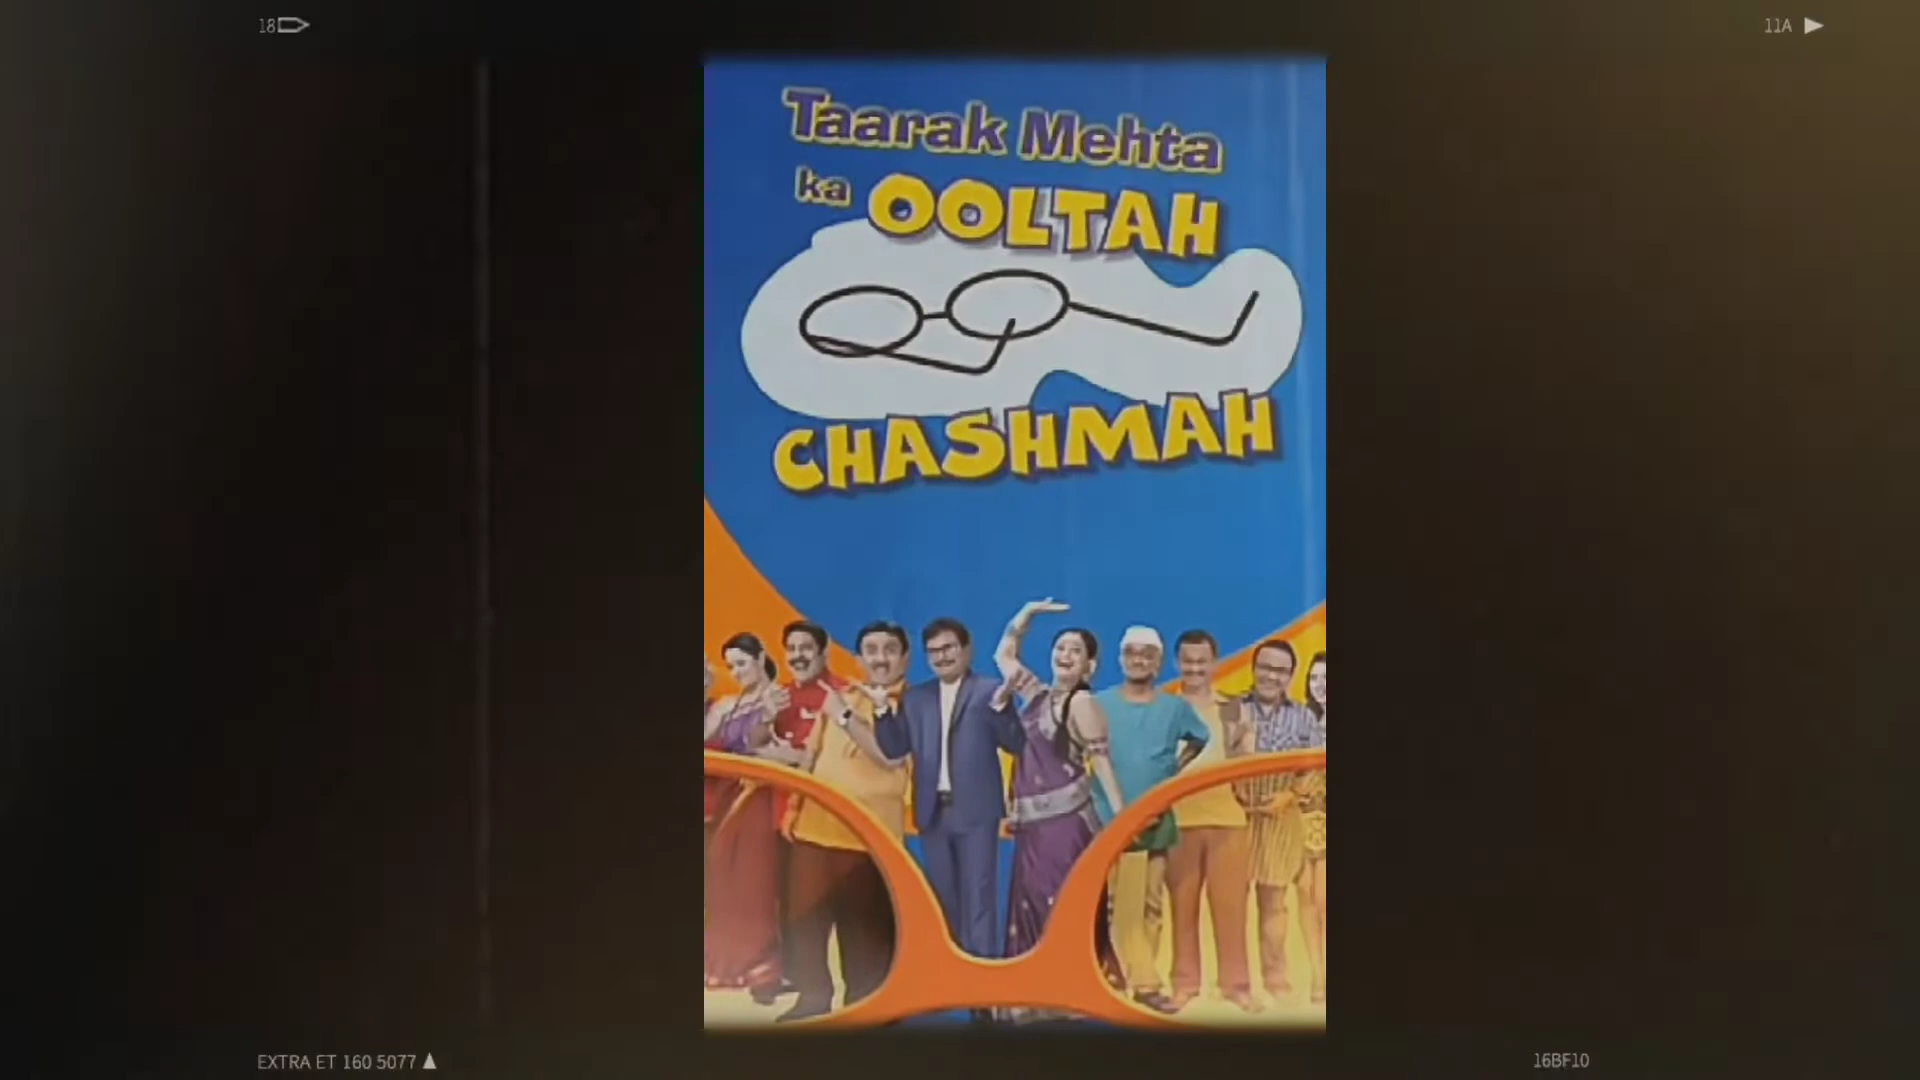 18
11A
Taarak Mehta
ka OOLTAH
CHASHMAH
EXTRA ET 160 5077
16BF10